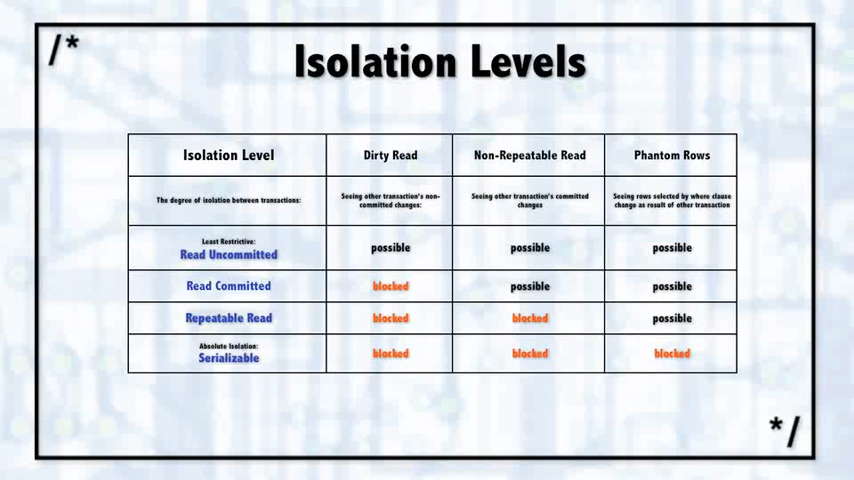 /*
Isolation Levels
Isolation Level Dirty Read Non-Repeatable Read Phantom Rows
The degree of isolation between transactions:
Seeing other transaction's non-
committed changes:
Seeing other transaction's committed
changes
Seeing rows selected by where clause
change as result of other transaction
Least Restrictive:
Read Uncommitted possible possible possible
Read Committed blocked possible possible
Repeatable Read blocked blocked possible
Absolute Isolation:
Serializable blocked blocked blocked
*/